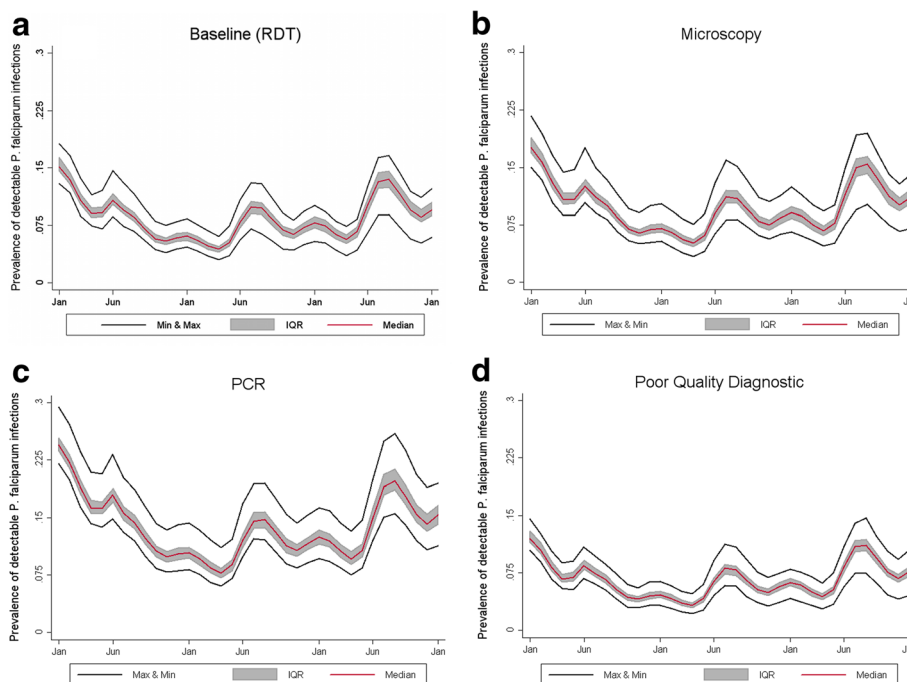 a
Baseline (RDT)
Prevalence of detectable P. falciparum infections
.3
.225
.15
.075
0
Jan Jun Jan Jun Jan Jun Jan
Min & Max IQR Median
b
Microscopy
Prevalence of detectable P. falciparum infections
.3
.225
.15
.075
0
Jan Jun Jan Jun Jan Jun
Max & Min IQR Median
c
PCR
Prevalence of detectable P. falciparum infections
.3
.225
.15
.075
0
Jan Jun Jan Jun Jan Jun Jan
Max & Min IQR Median
d
Poor Quality Diagnostic
Prevalence of detectable P. falciparum infections
.3
.225
.15
.075
0
Jan Jun Jan Jun Jan Jun
Max & Min IQR Median